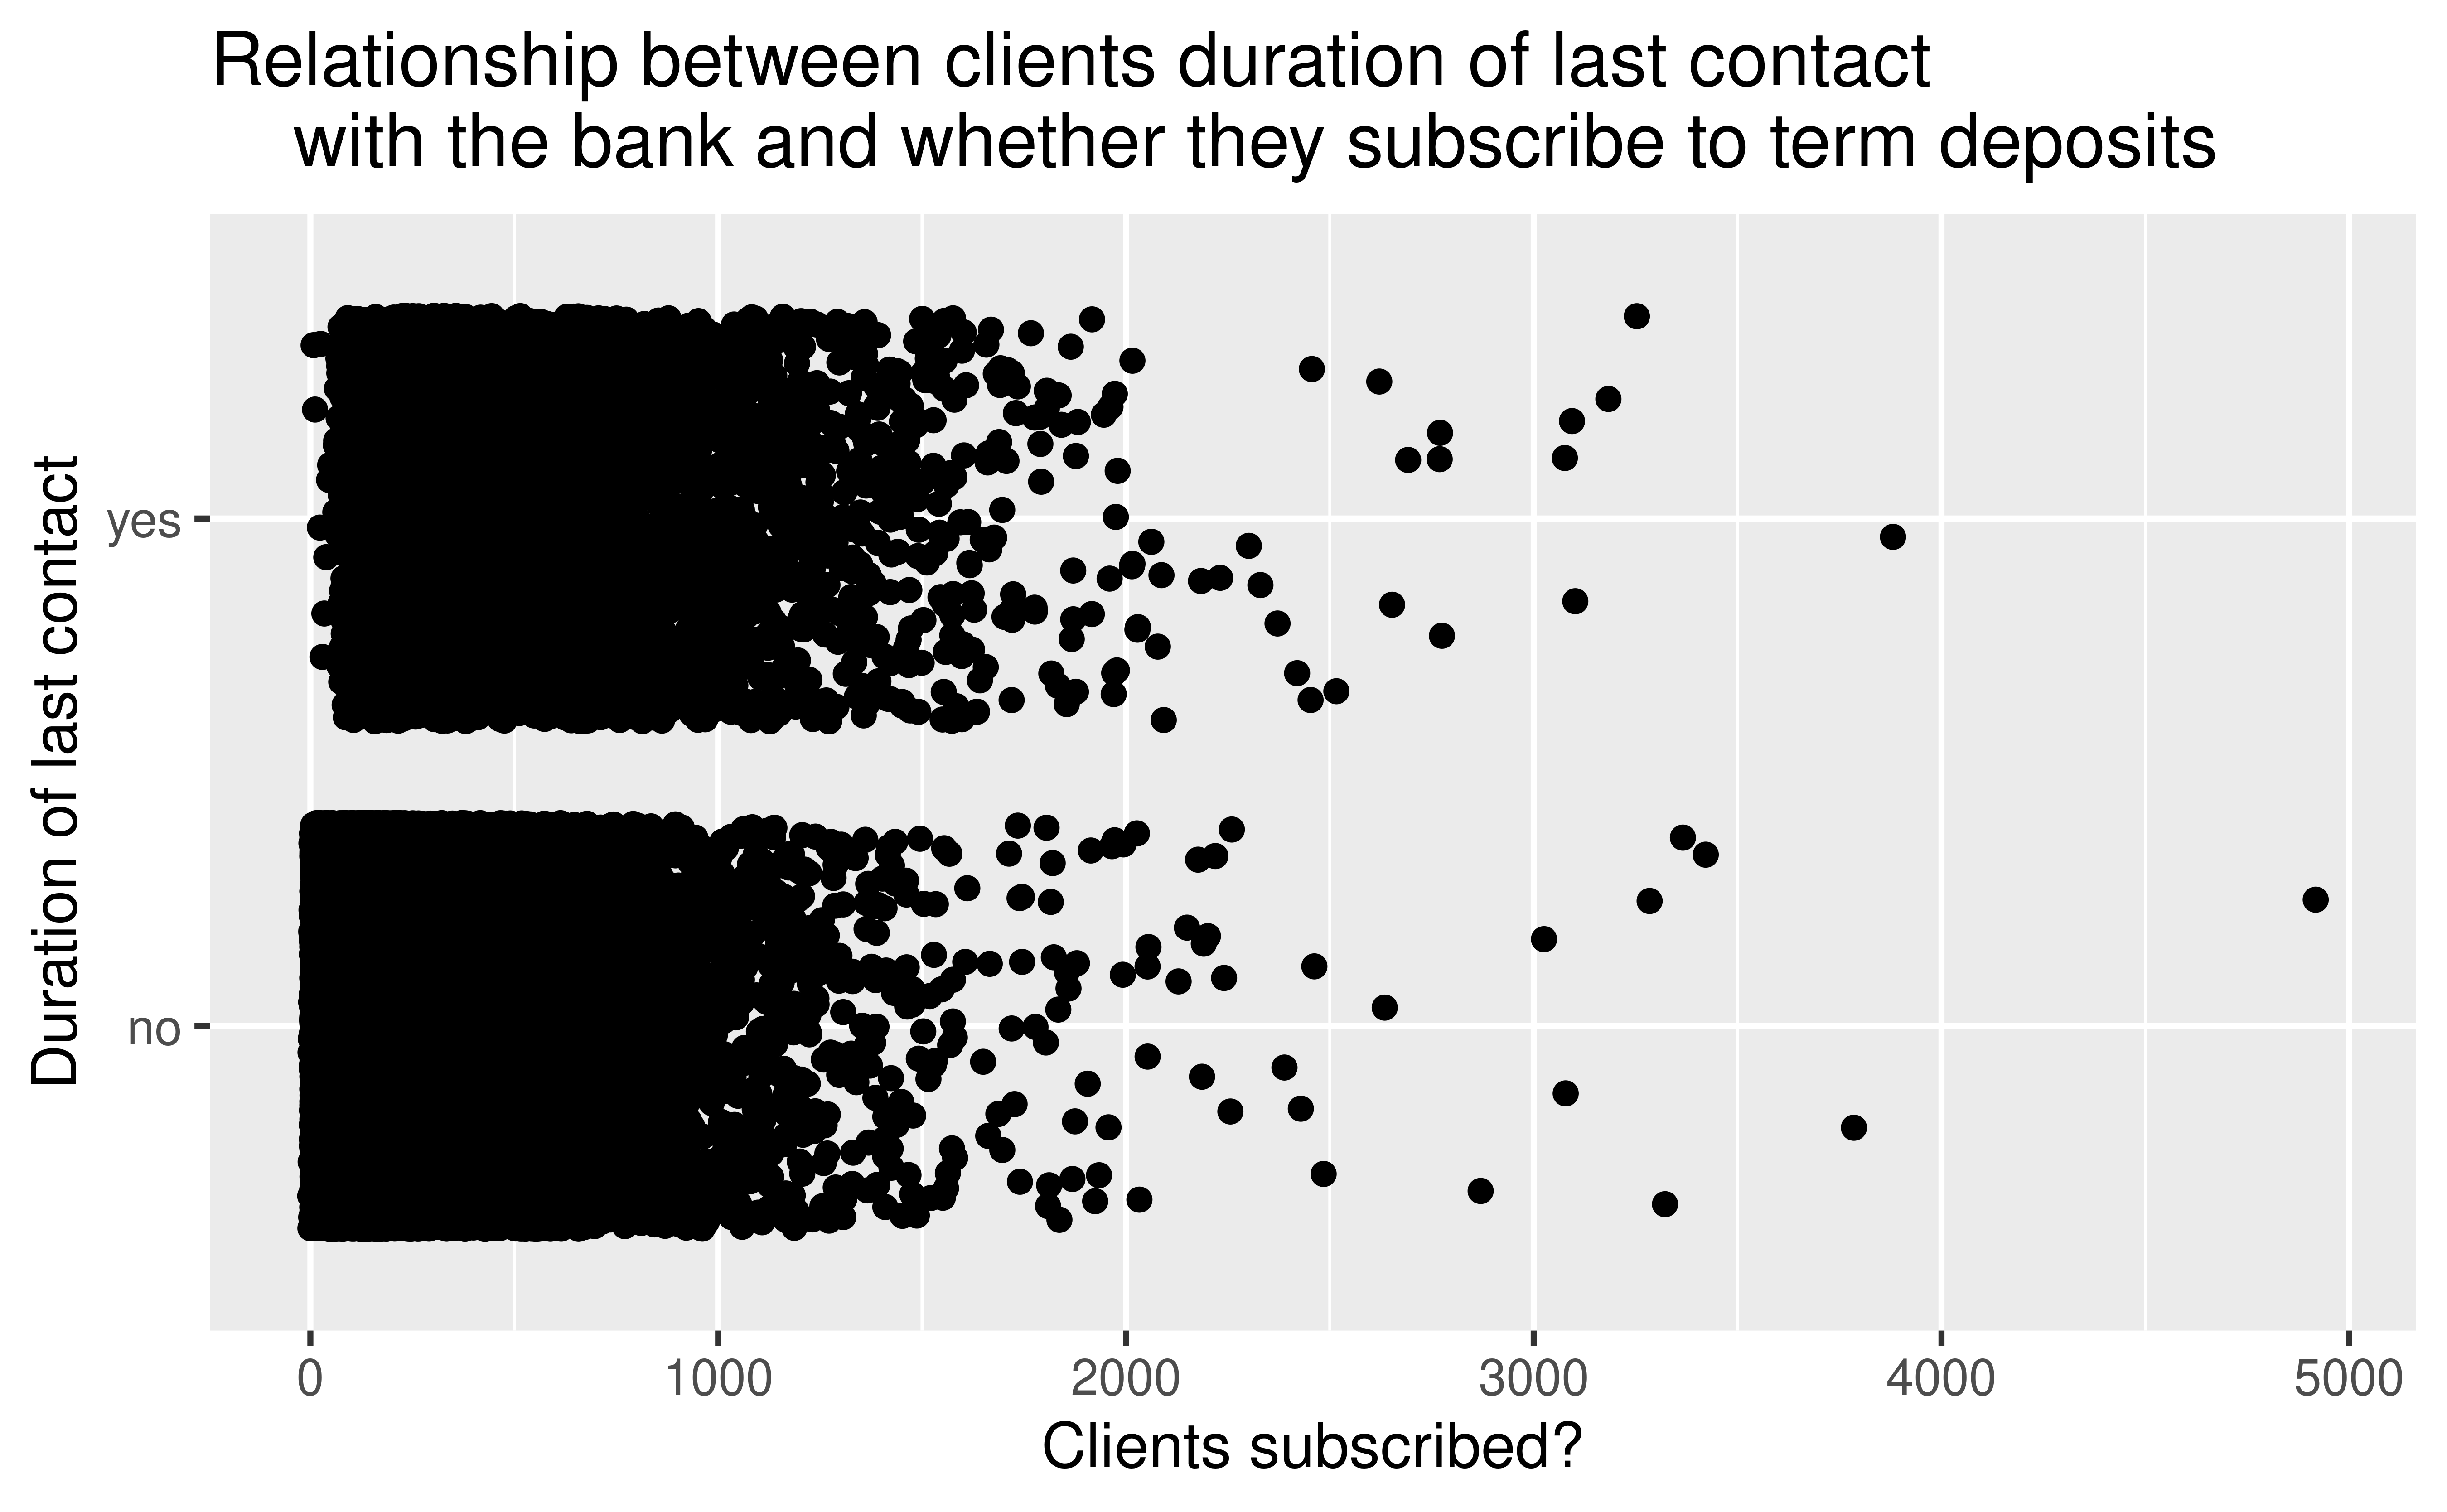 Relationship between clients duration of last contact
with the bank and whether they subscribe to term deposits
Duration of last contact
yes
no
0 1000 2000 3000 4000 5000
Clients subscribed?